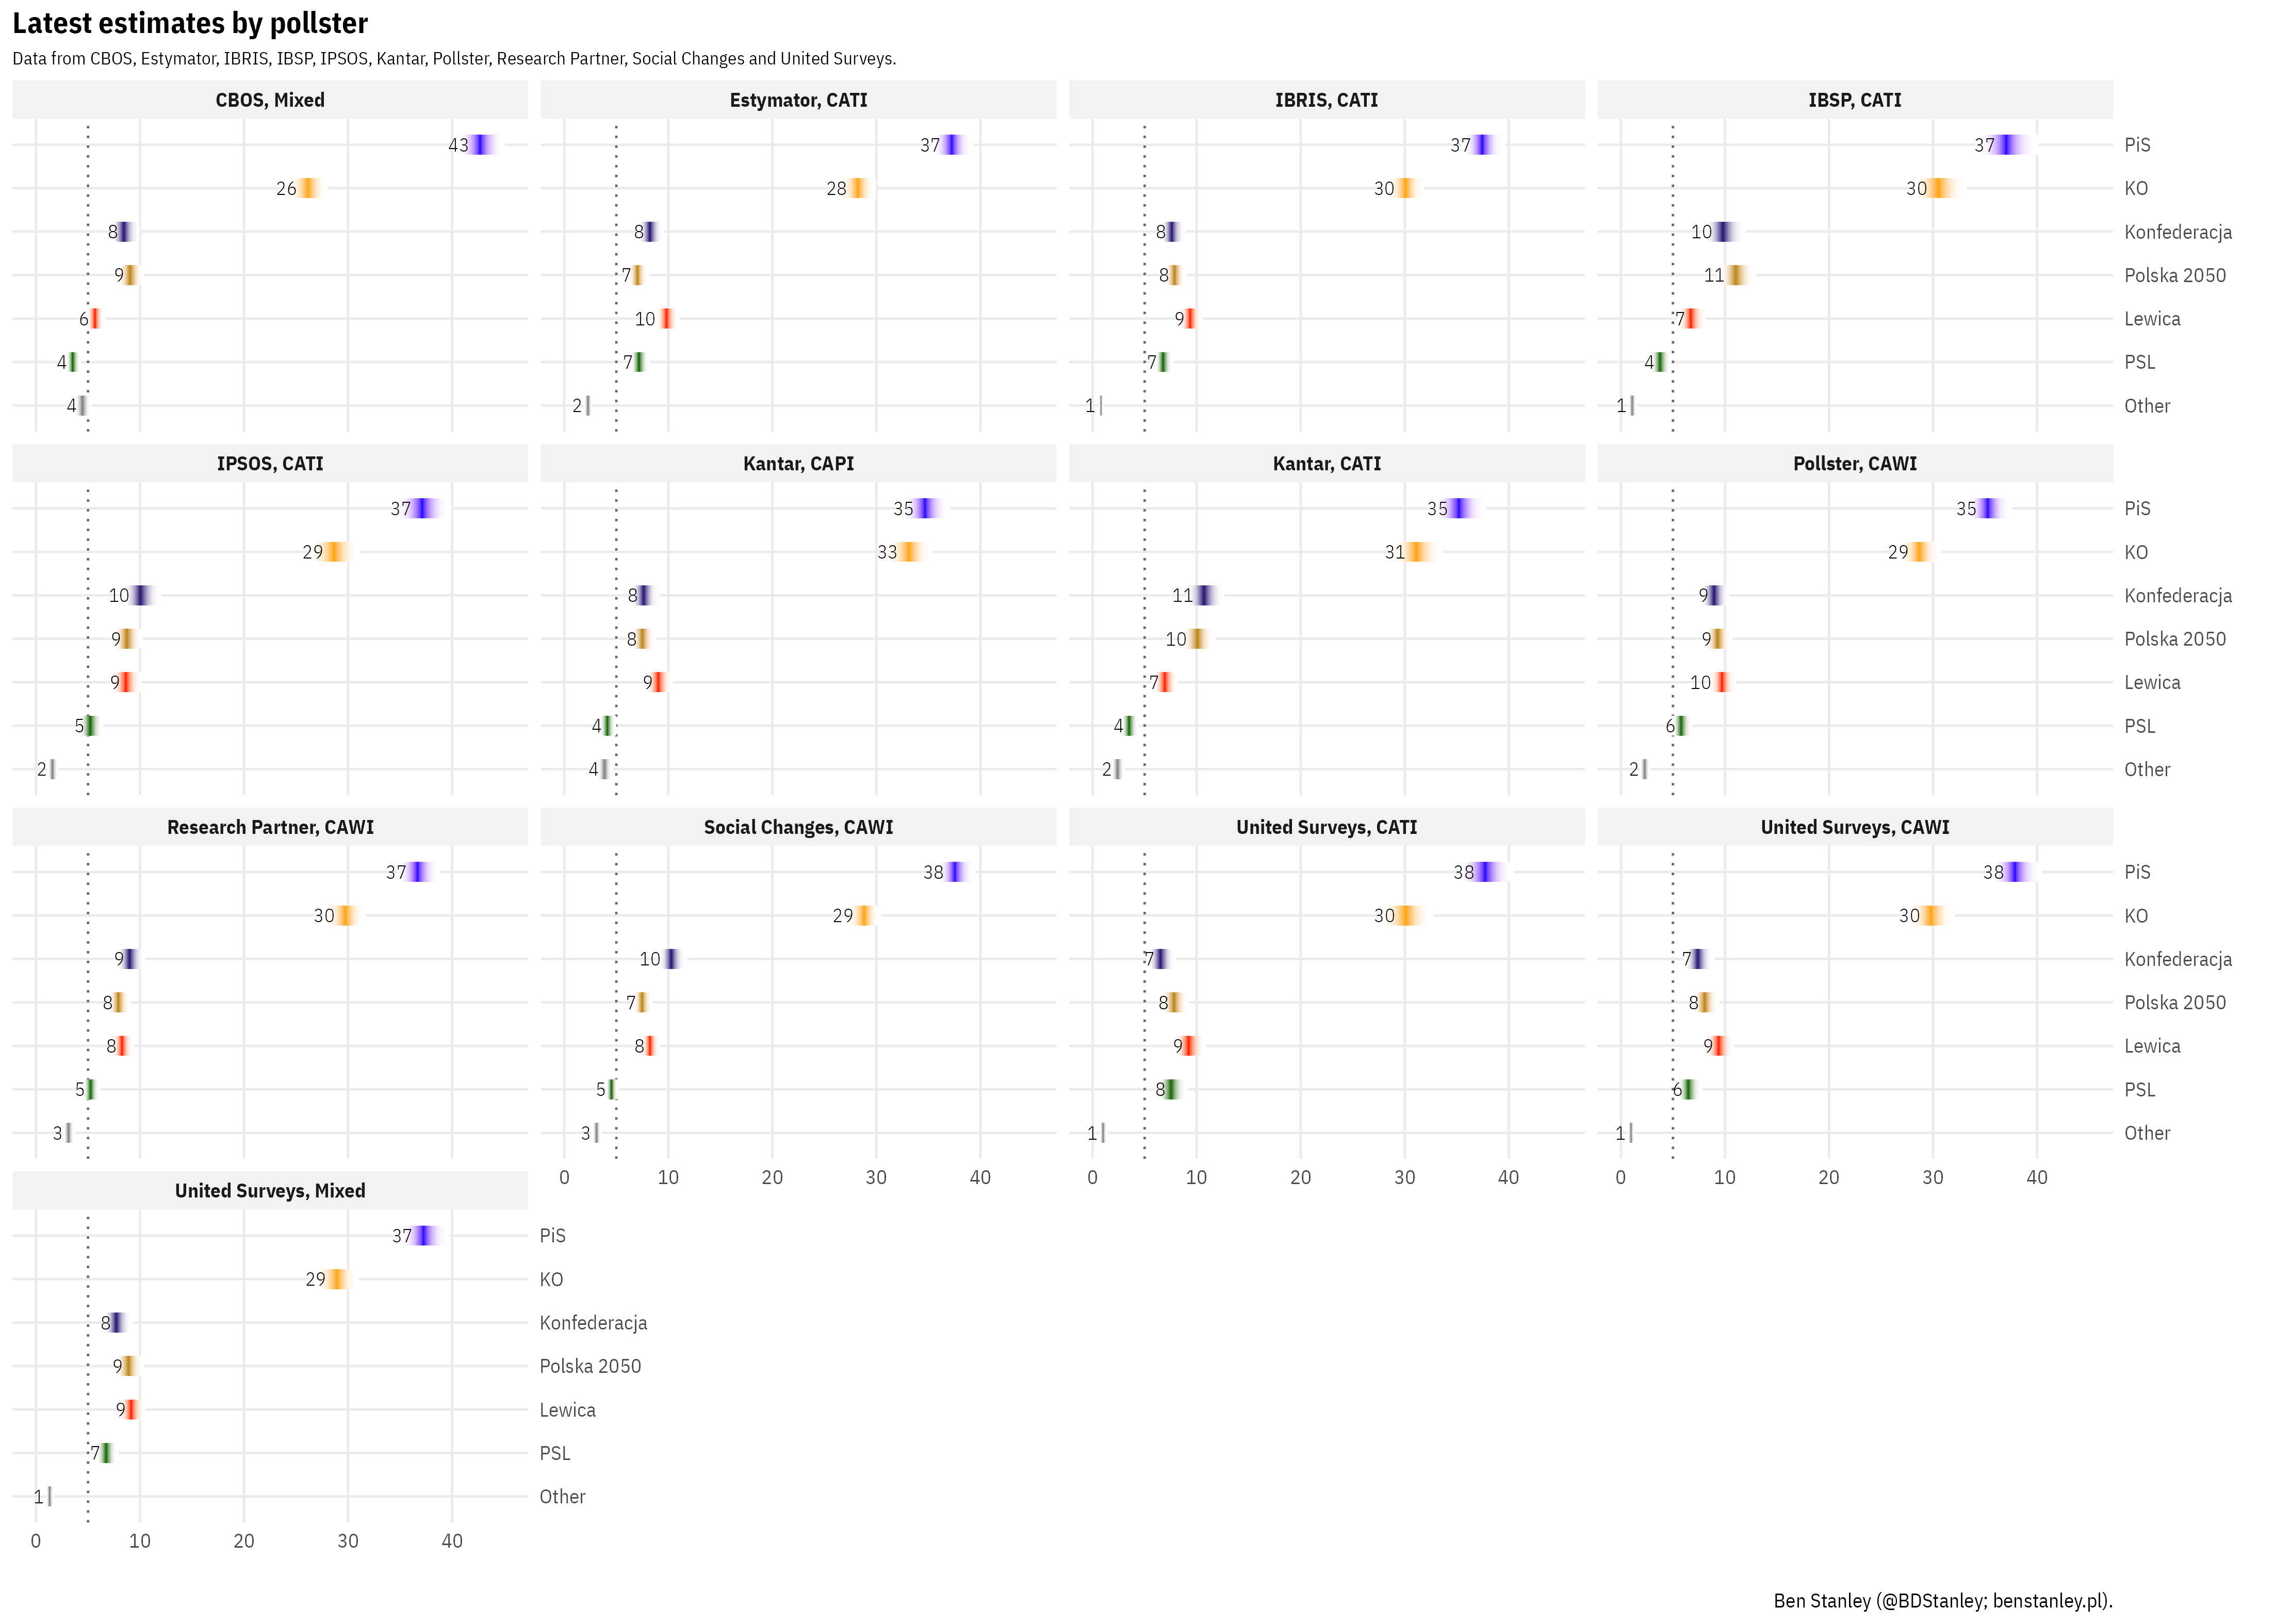 Latest estimates by pollster
Data from CBOS, Estymator, IBRIS, IBSP, IPSOS, Kantar, Pollster, Research Partner, Social Changes and United Surveys.
CBOS, Mixed Estymator, CATI IBRIS, CATI IBSP, CATI
43 37 37 37 PiS
26 28 30 30 KO
8 8 8 10 Konfederacja
9 7 8 11 Polska 2050
6 10 9 7 Lewica
4 7 7 4 PSL
4 2 1 1 Other
IPSOS, CATI Kantar, CAPI Kantar, CATI Pollster, CAWI
37 35 35 35 PiS
29 33 31 29 KO
10 8 11 9 Konfederacja
9 8 10 9 Polska 2050
9 9 7 10 Lewica
5 4 4 6 PSL
2 4 2 2 Other
Research Partner, CAWI Social Changes, CAWI United Surveys, CATI United Surveys, CAWI
37 38 38 38 PiS
30 29 30 30 KO
9 10 7 7 Konfederacja
8 7 8 8 Polska 2050
8 8 9 9 Lewica
5 5 8 6 PSL
3 3 1 1 Other
0 10 20 30 40 0 10 20 30 40 0 10 20 30 40
United Surveys, Mixed
37 PiS
29 KO
8 Konfederacja
9 Polska 2050
9 Lewica
7 PSL
1 Other
0 10 20 30 40
Ben Stanley (@BDStanley; benstanley.pl).